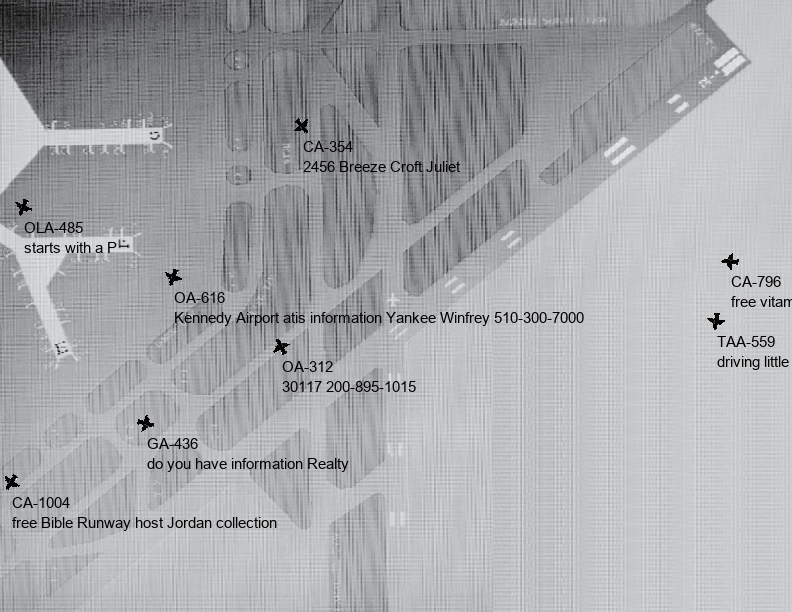 CA-354
2456 Breeze Croft Juliet
OLA-485
starts with a P
CA-796
free vitam
OA-616
Kennedy Airport atis information Yankee Winfrey 510-300-7000
TAA-559
driving little
OA-312
30117 200-895-1015
GA-436
do you have information Realty
CA-1004
free Bible Runway host Jordan collection